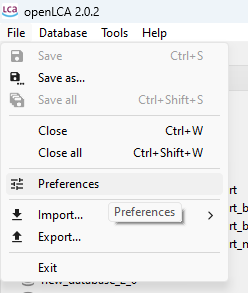 LCA openLCA 2.0.2
File Database Tools Help
Save Ctrl+S
Save as...
Save all Ctrl+Shift+S
Close Ctrl+W
Close all Ctrl+Shift+W
Preferences
rt
Import... Preferences
rt_b
Export...
rt_b
rt_n
Exit